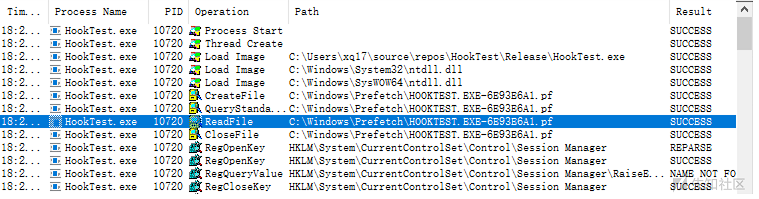 Tim... Process Name PID Operation Path Result
18:2... HookTest.exe 10720 Process Start SUCCESS
18:2... HookTest.exe 10720 Thread Create SUCCESS
18:2... HookTest.exe 10720 Load Image C:\Users\xq17\source\repos\HookTest\Release\HookTest.exe SUCCESS
18:2... HookTest.exe 10720 Load Image C:\Windows\System32\ntdll.dll SUCCESS
18:2... HookTest.exe 10720 Load Image C:\Windows\SysWOW64\ntdll.dll SUCCESS
18:2... HookTest.exe 10720 CreateFile C:\Windows\Prefetch\HOOKTEST.EXE-6E93E6A1.pf SUCCESS
18:2... HookTest.exe 10720 QueryStanda... C:\Windows\Prefetch\HOOKTEST.EXE-6E93E6A1.pf SUCCESS
18:2... HookTest.exe 10720 ReadFile C:\Windows\Prefetch\HOOKTEST.EXE-6E93E6A1.pf SUCCESS
18:2... HookTest.exe 10720 CloseFile C:\Windows\Prefetch\HOOKTEST.EXE-6E93E6A1.pf SUCCESS
18:2... HookTest.exe 10720 RegOpenKey HKLM\System\CurrentControlSet\Control\Session Manager REPARSE
18:2... HookTest.exe 10720 RegOpenKey HKLM\System\CurrentControlSet\Control\Session Manager SUCCESS
18:2... HookTest.exe 10720 RegQueryValue HKLM\System\CurrentControlSet\Control\Session Manager\RaiseE... NAME NOT FO
18:2... HookTest.exe 10720 RegCloseKey HKLM\System\CurrentControlSet\Control\Session Manager SUCCESS
先知社区